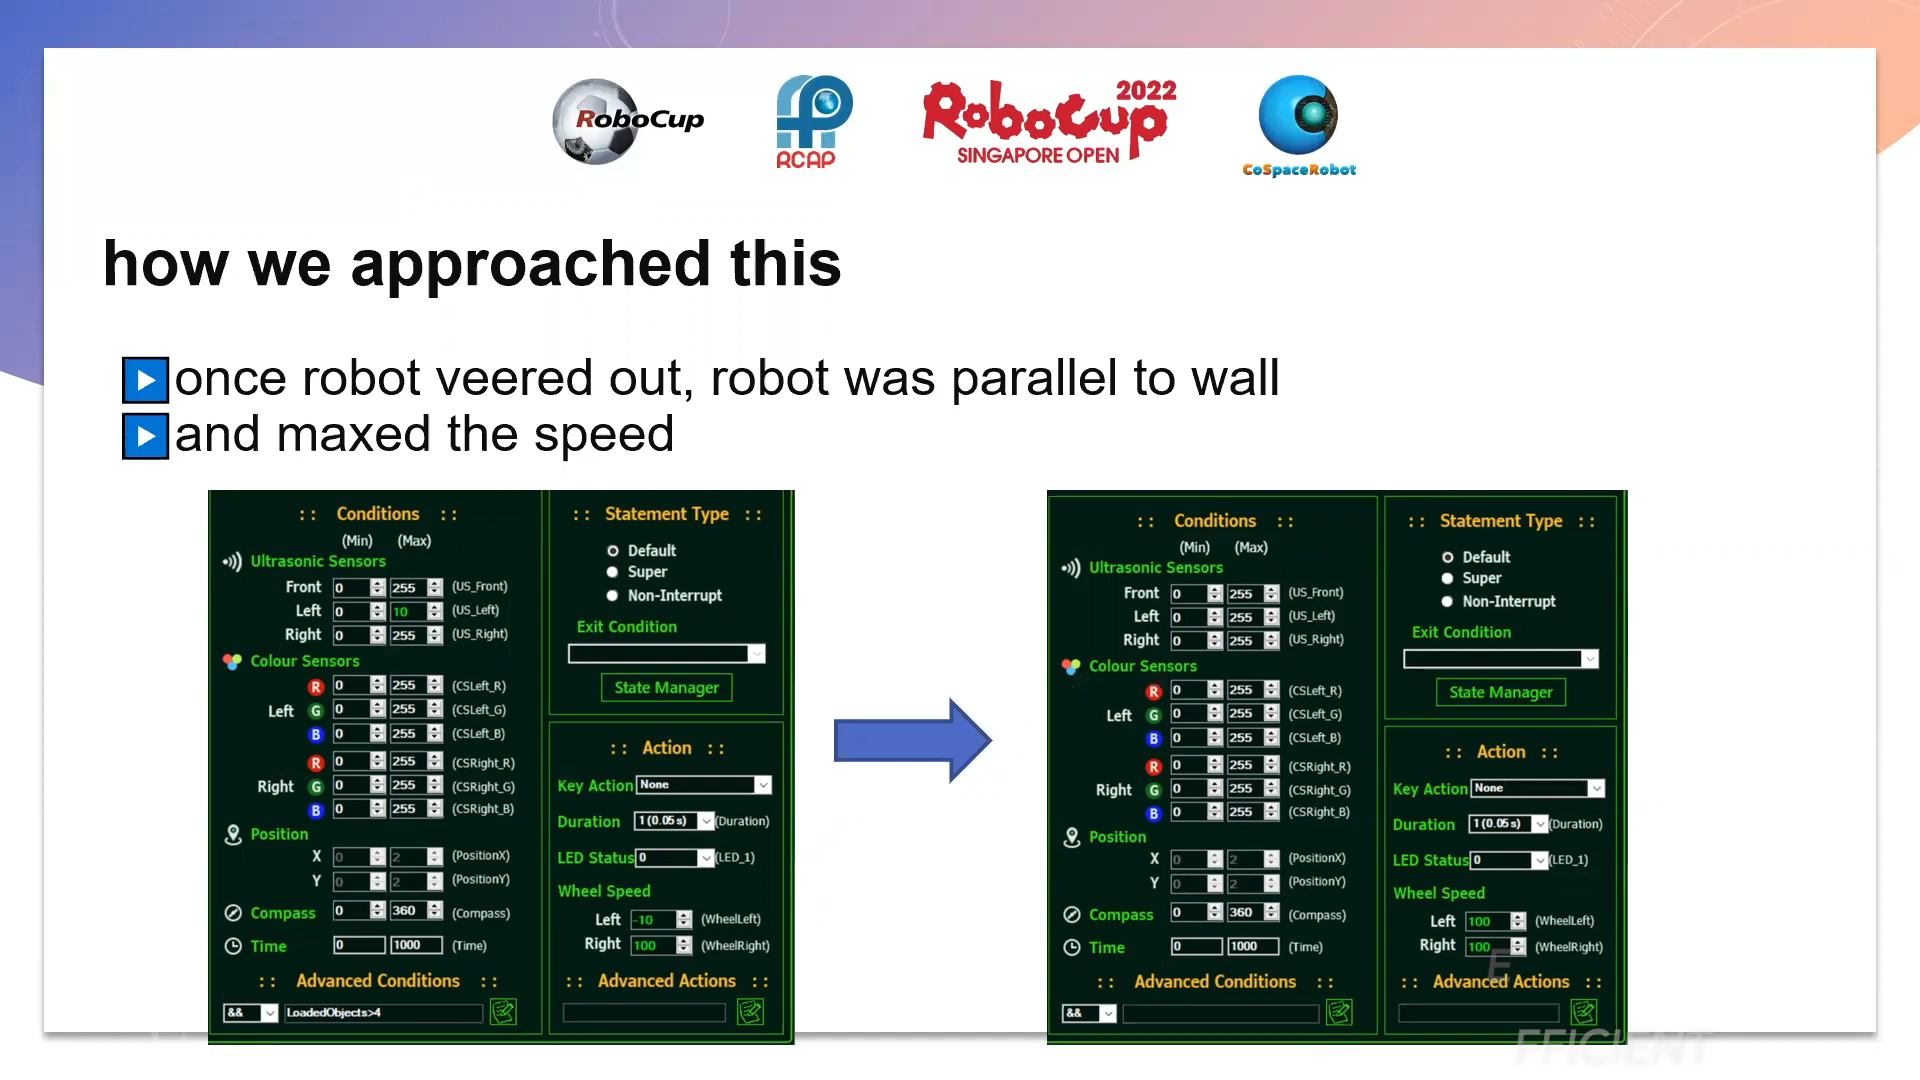 RoboCup
RCAP
RoboCup 2022
SINGAPORE OPEN
CoSpaceRobot
how we approached this
once robot veered out, robot was parallel to wall
and maxed the speed
:: Conditions ::
(Min) (Max)
Ultrasonic Sensors
Front 0 255 (US_Front)
Left 0 10 (US_Left)
Right 0 255 (US_Right)
Colour Sensors
R 0 255 (CSLeft_R)
Left G 0 255 (CSLeft_G)
B 0 255 (CSLeft_B)
R 0 255 (CSRight_R)
Right G 0 255 (CSRight_G)
B 0 255 (CSRight_B)
Position
X 0 2 (PositionX)
Y 0 2 (PositionY)
Compass 0 360 (Compass)
Time 0 1000 (Time)
:: Advanced Conditions ::
&& LoadedObjects>4
:: Statement Type ::
Default
Super
Non-Interrupt
Exit Condition
State Manager
:: Action ::
Key Action None
Duration 1 (0.05 s) (Duration)
LED Status 0 (LED_1)
Wheel Speed
Left -10 (WheelLeft)
Right 100 (WheelRight)
:: Advanced Actions ::
:: Conditions ::
(Min) (Max)
Ultrasonic Sensors
Front 0 255 (US_Front)
Left 0 255 (US_Left)
Right 0 255 (US_Right)
Colour Sensors
R 0 255 (CSLeft_R)
Left G 0 255 (CSLeft_G)
B 0 255 (CSLeft_B)
R 0 255 (CSRight_R)
Right G 0 255 (CSRight_G)
B 0 255 (CSRight_B)
Position
X 0 2 (PositionX)
Y 0 2 (PositionY)
Compass 0 360 (Compass)
Time 0 1000 (Time)
:: Advanced Conditions ::
&&
:: Statement Type ::
Default
Super
Non-Interrupt
Exit Condition
State Manager
:: Action ::
Key Action None
Duration 1 (0.05 s) (Duration)
LED Status 0 (LED_1)
Wheel Speed
Left 100 (WheelLeft)
Right 100 (WheelRight)
E
:: Advanced Actions ::
FFICIENT